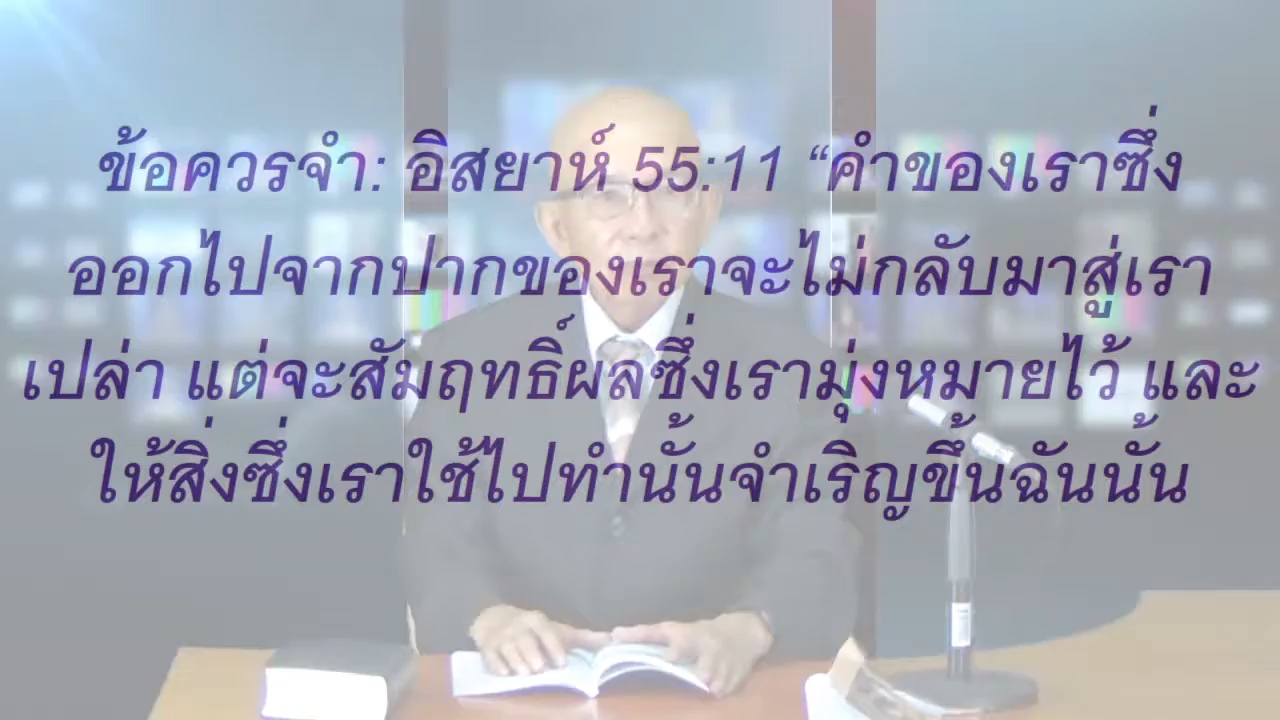 ข้อควรจำ: อิสยาห์ 55:11 “คำของเราซึ่ง
ออกไปจากปากของเราจะไม่กลับมาสู่เรา
เปล่า แต่จะสัมฤทธิ์ผลซึ่งเรามุ่งหมายไว้ และ
ให้สิ่งซึ่งเราใช้ไปทำนั้นจำเริญขึ้นฉันนั้น